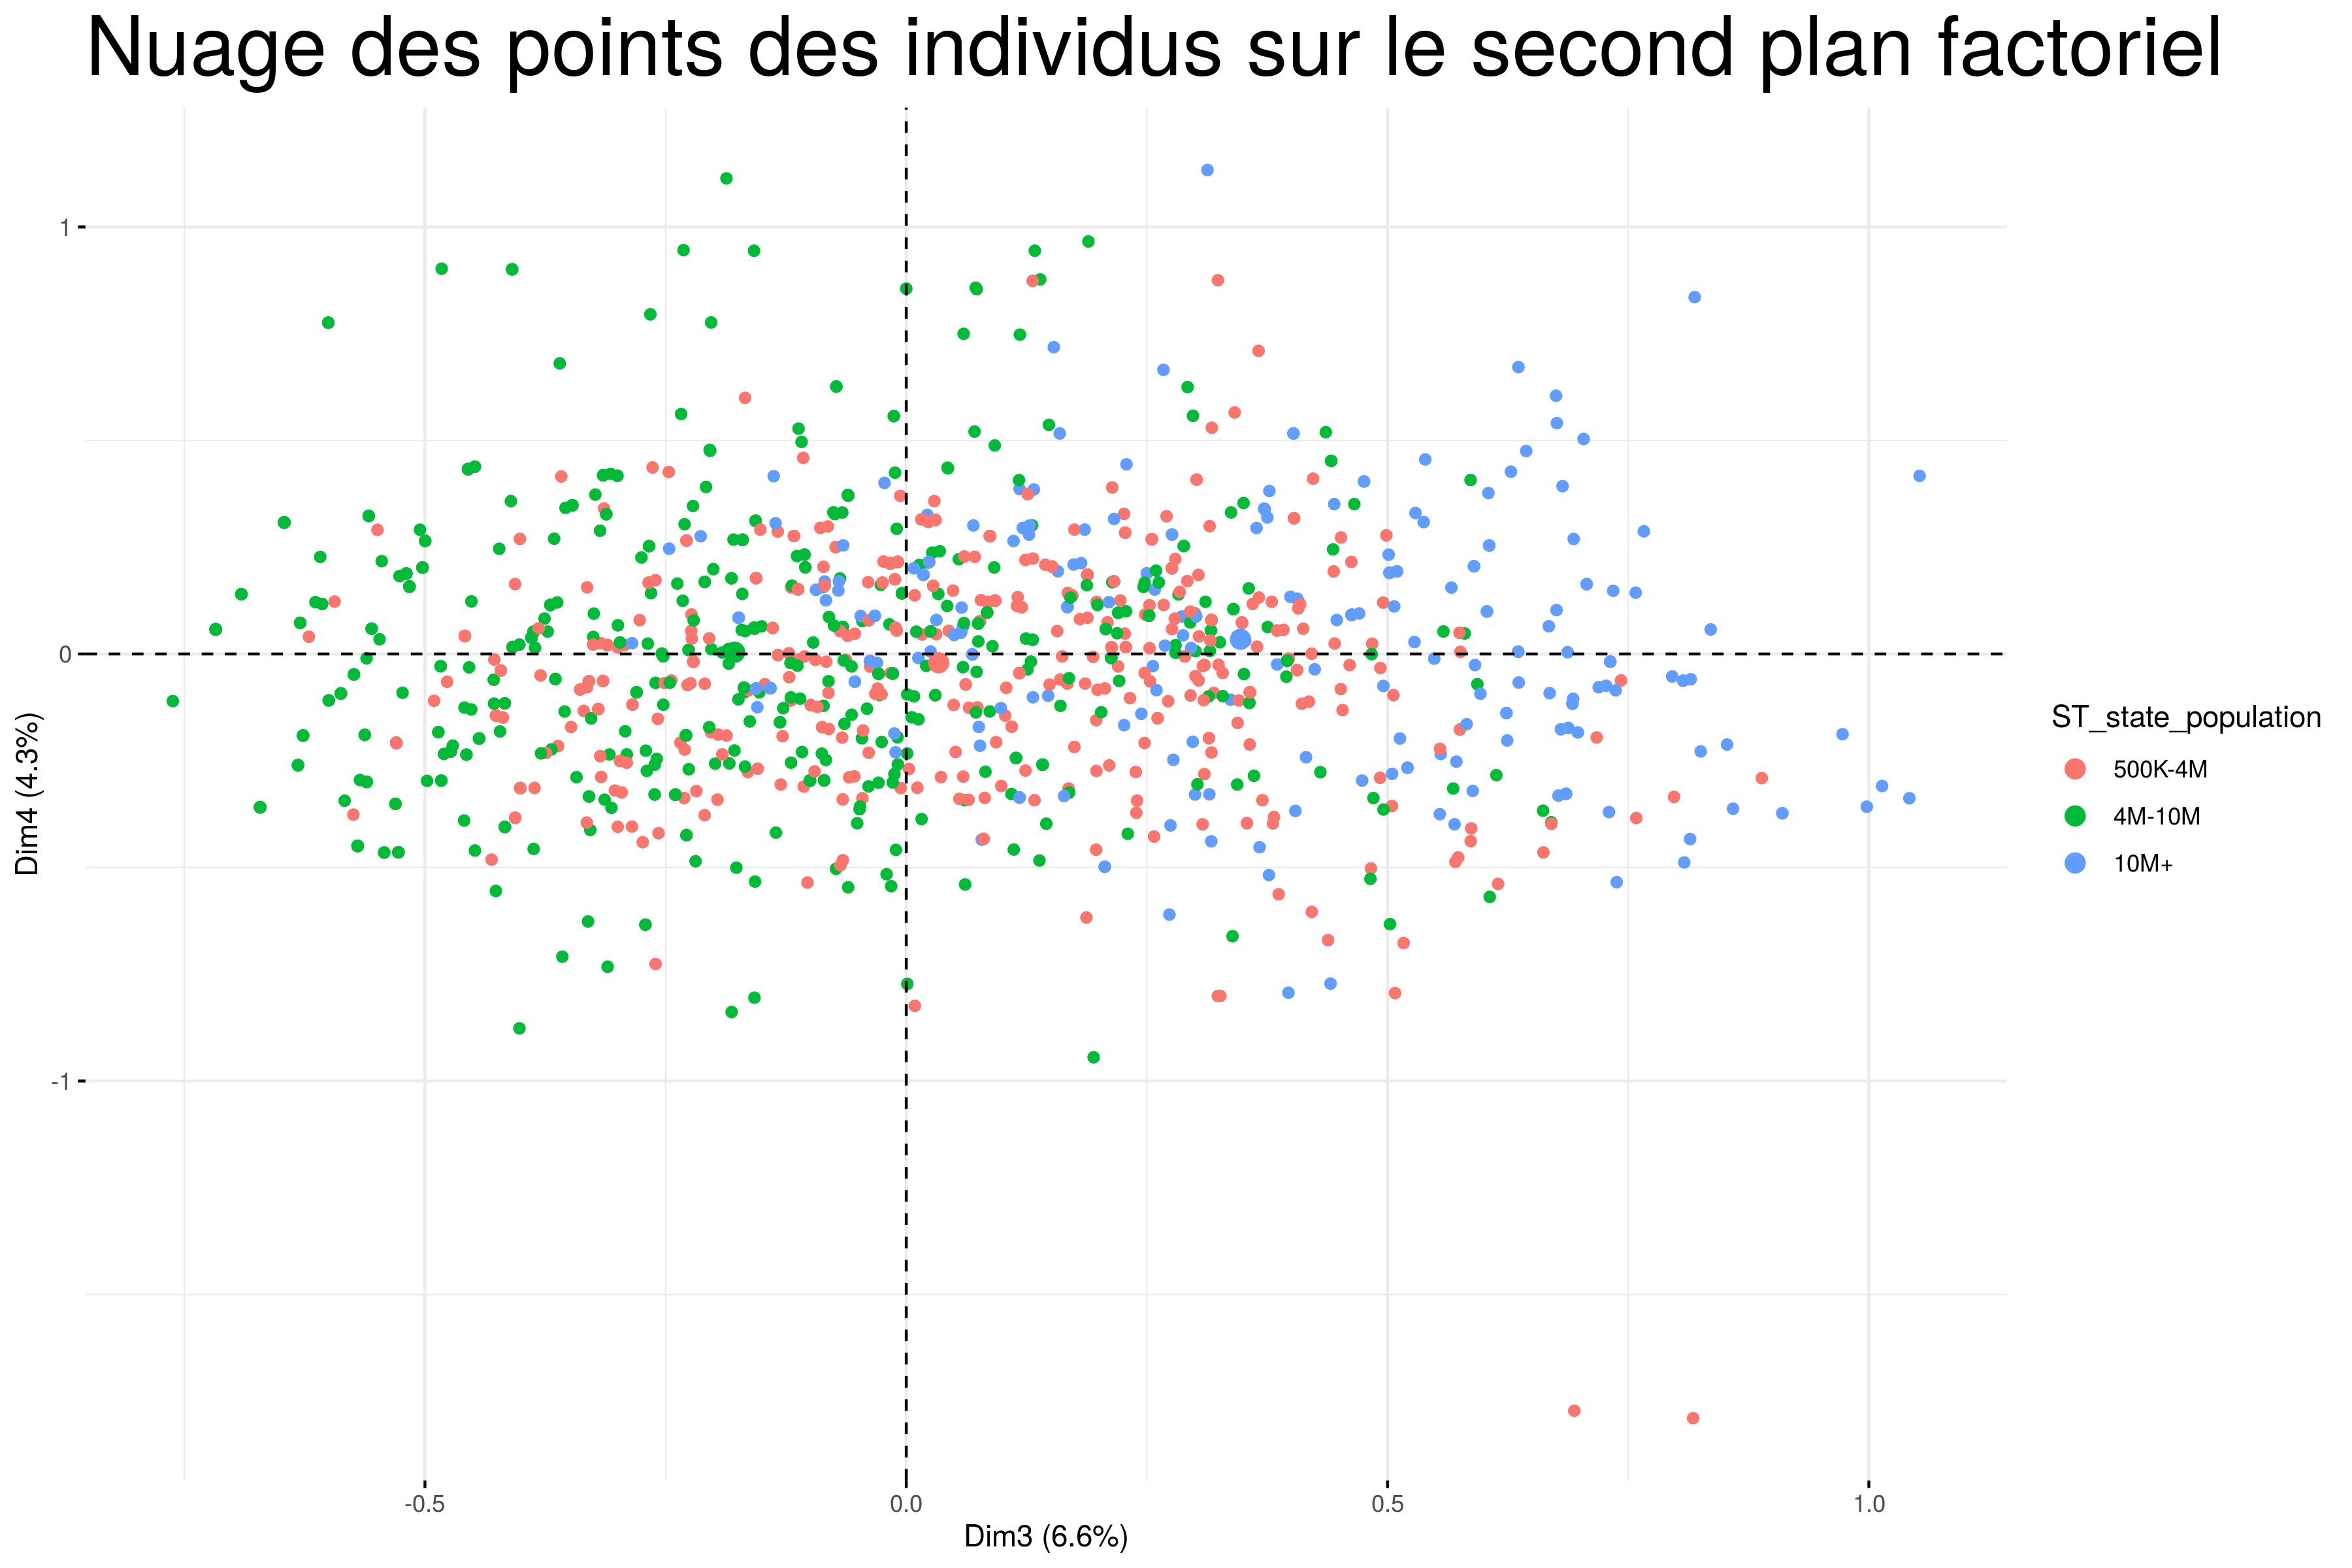 Nuage des points des individus sur le second plan factoriel
1
0
-1
Dim4 (4.3%)
-0.5
0.0
0.5
1.0
Dim3 (6.6%)
ST_state_population
500K-4M
4M-10M
10M+